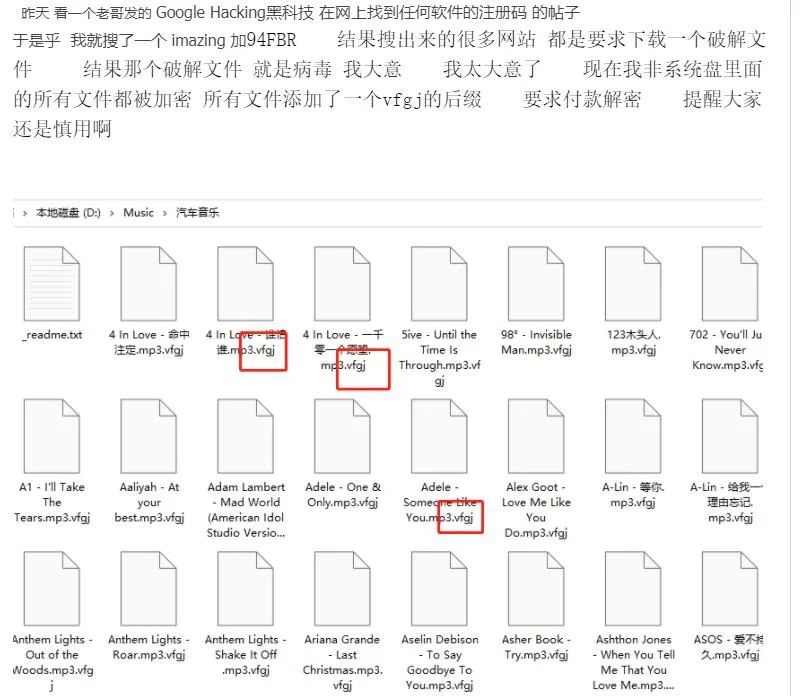 昨天 看一个老哥发的 Google Hacking黑科技 在网上找到任何软件的注册码 的帖子
于是乎 我就搜了一个 imazing 加94FBR 结果搜出来的很多网站 都是要求下载一个破解文
件 结果那个破解文件 就是病毒 我大意 我太大意了 现在我非系统盘里面
的所有文件都被加密 所有文件添加了一个vfgj的后缀 要求付款解密 提醒大家
还是慎用啊
› 本地磁盘 (D:) › Music › 汽车音乐
_readme.txt
4 In Love - 命中
注定.mp3.vfgj
4 In Love - 谁惜
谁.mp3.vfgj
4 In Love - 一千
零一个愿望.
mp3.vfgj
5ive - Until the
Time Is
Through.mp3.vf
gj
98° - Invisible
Man.mp3.vfgj
123木头人.
mp3.vfgj
702 - You'll Ju
Never
Know.mp3.vfg
A1 - I'll Take
The
Tears.mp3.vfgj
Aaliyah - At
your
best.mp3.vfgj
Adam Lambert
- Mad World
(American Idol
Studio Versio...
Adele - One &
Only.mp3.vfgj
Adele -
Someone Like
You.mp3.vfgj
Alex Goot -
Love Me Like
You
Do.mp3.vfgj
A-Lin - 等你.
mp3.vfgj
A-Lin - 给我一
理由忘记.
mp3.vfgj
Anthem Lights -
Out of the
Woods.mp3.vfg
j
Anthem Lights -
Roar.mp3.vfgj
Anthem Lights -
Shake It Off
.mp3.vfgj
Ariana Grande
- Last
Christmas.mp3.
vfgj
Aselin Debison
- To Say
Goodbye To
You.mp3.vfgj
Asher Book -
Try.mp3.vfgj
Ashthon Jones
- When You Tell
Me That You
Love Me.mp3....
ASOS - 爱不持
久.mp3.vfgj